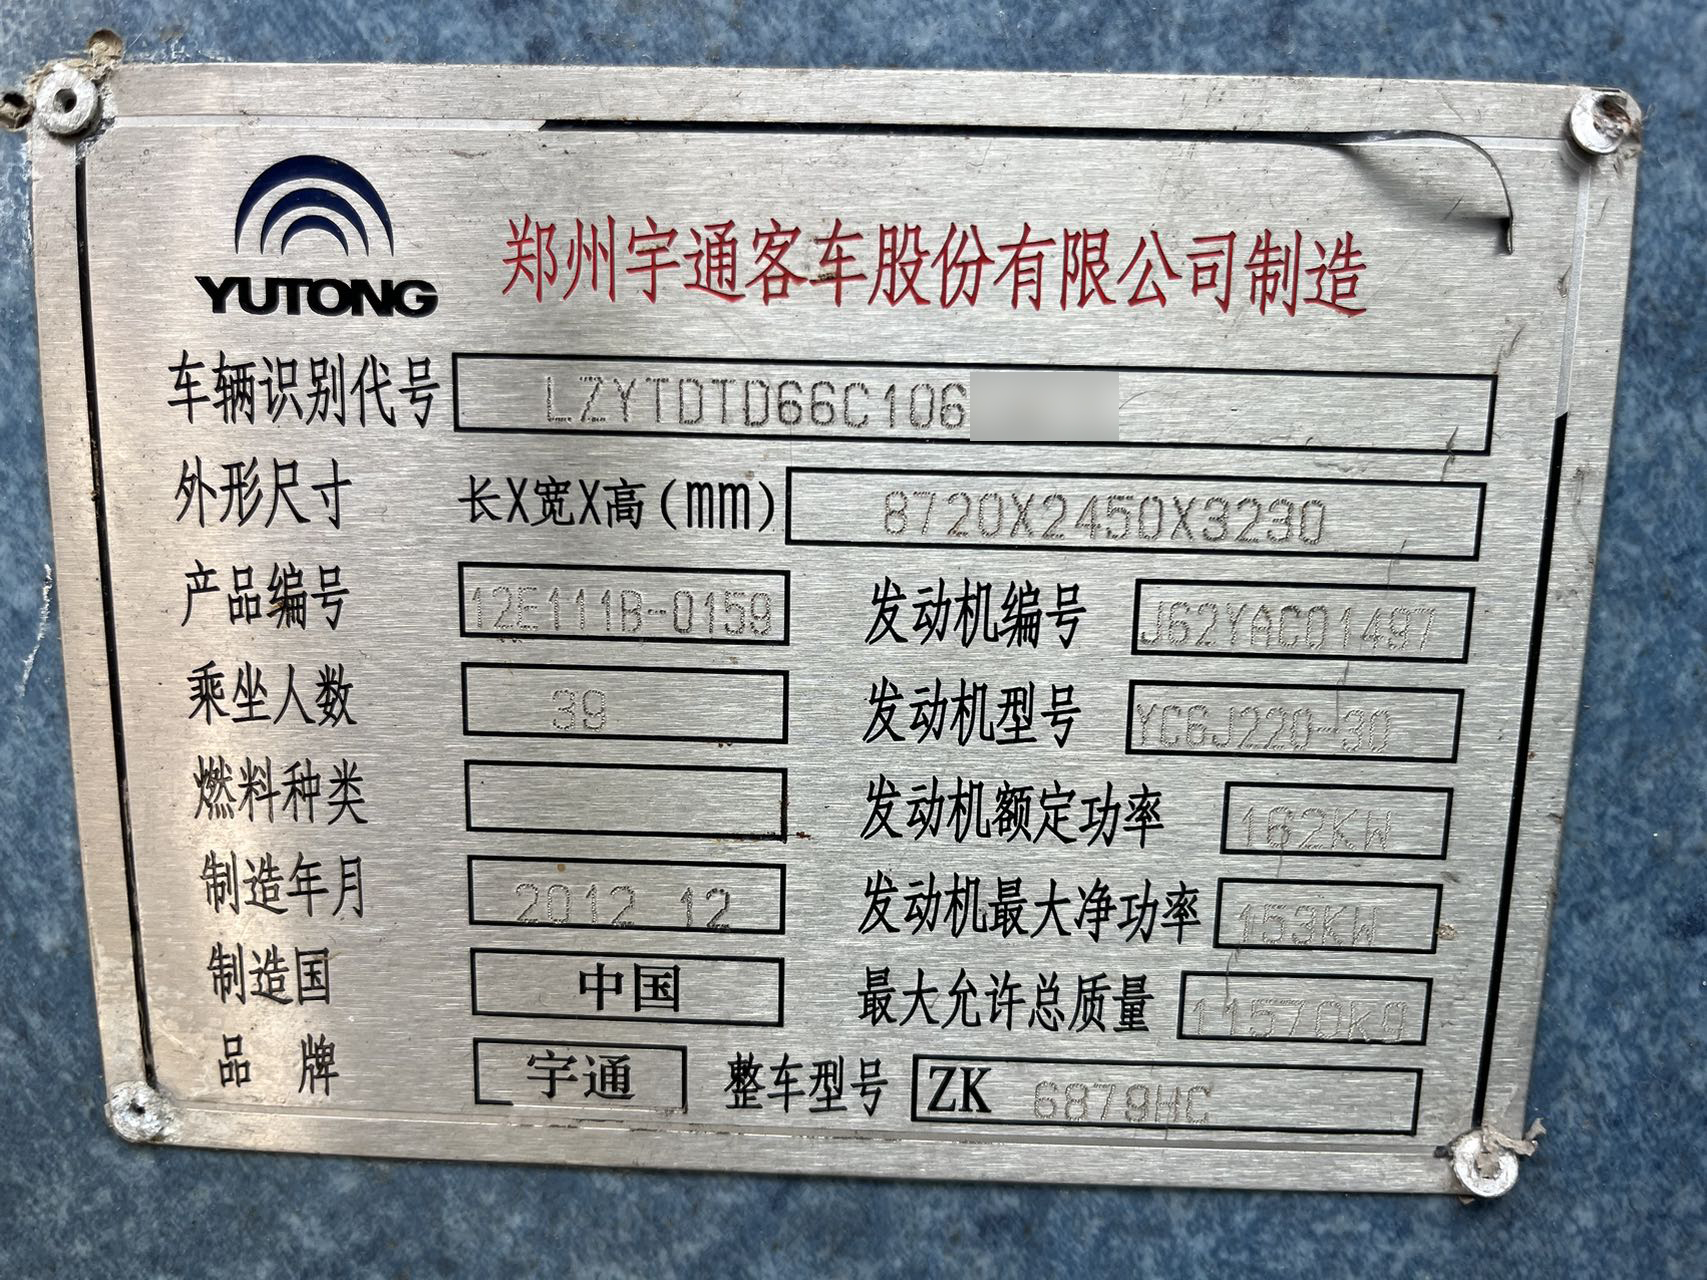 YUTONG
郑州宇通客车股份有限公司制造
车辆识别代号 LZYTDTD66C106
外形尺寸 长X宽X高(mm) 8720X2450X3230
产品编号 12E111B-0159 发动机编号 J62YAC01497
乘坐人数 39 发动机型号 YC6J220-30
燃料种类 发动机额定功率 162KW
制造年月 2012 12 发动机最大净功率 153KW
制造国 中国 最大允许总质量 11570Kg
品 牌 宇通 整车型号 ZK 6879HC